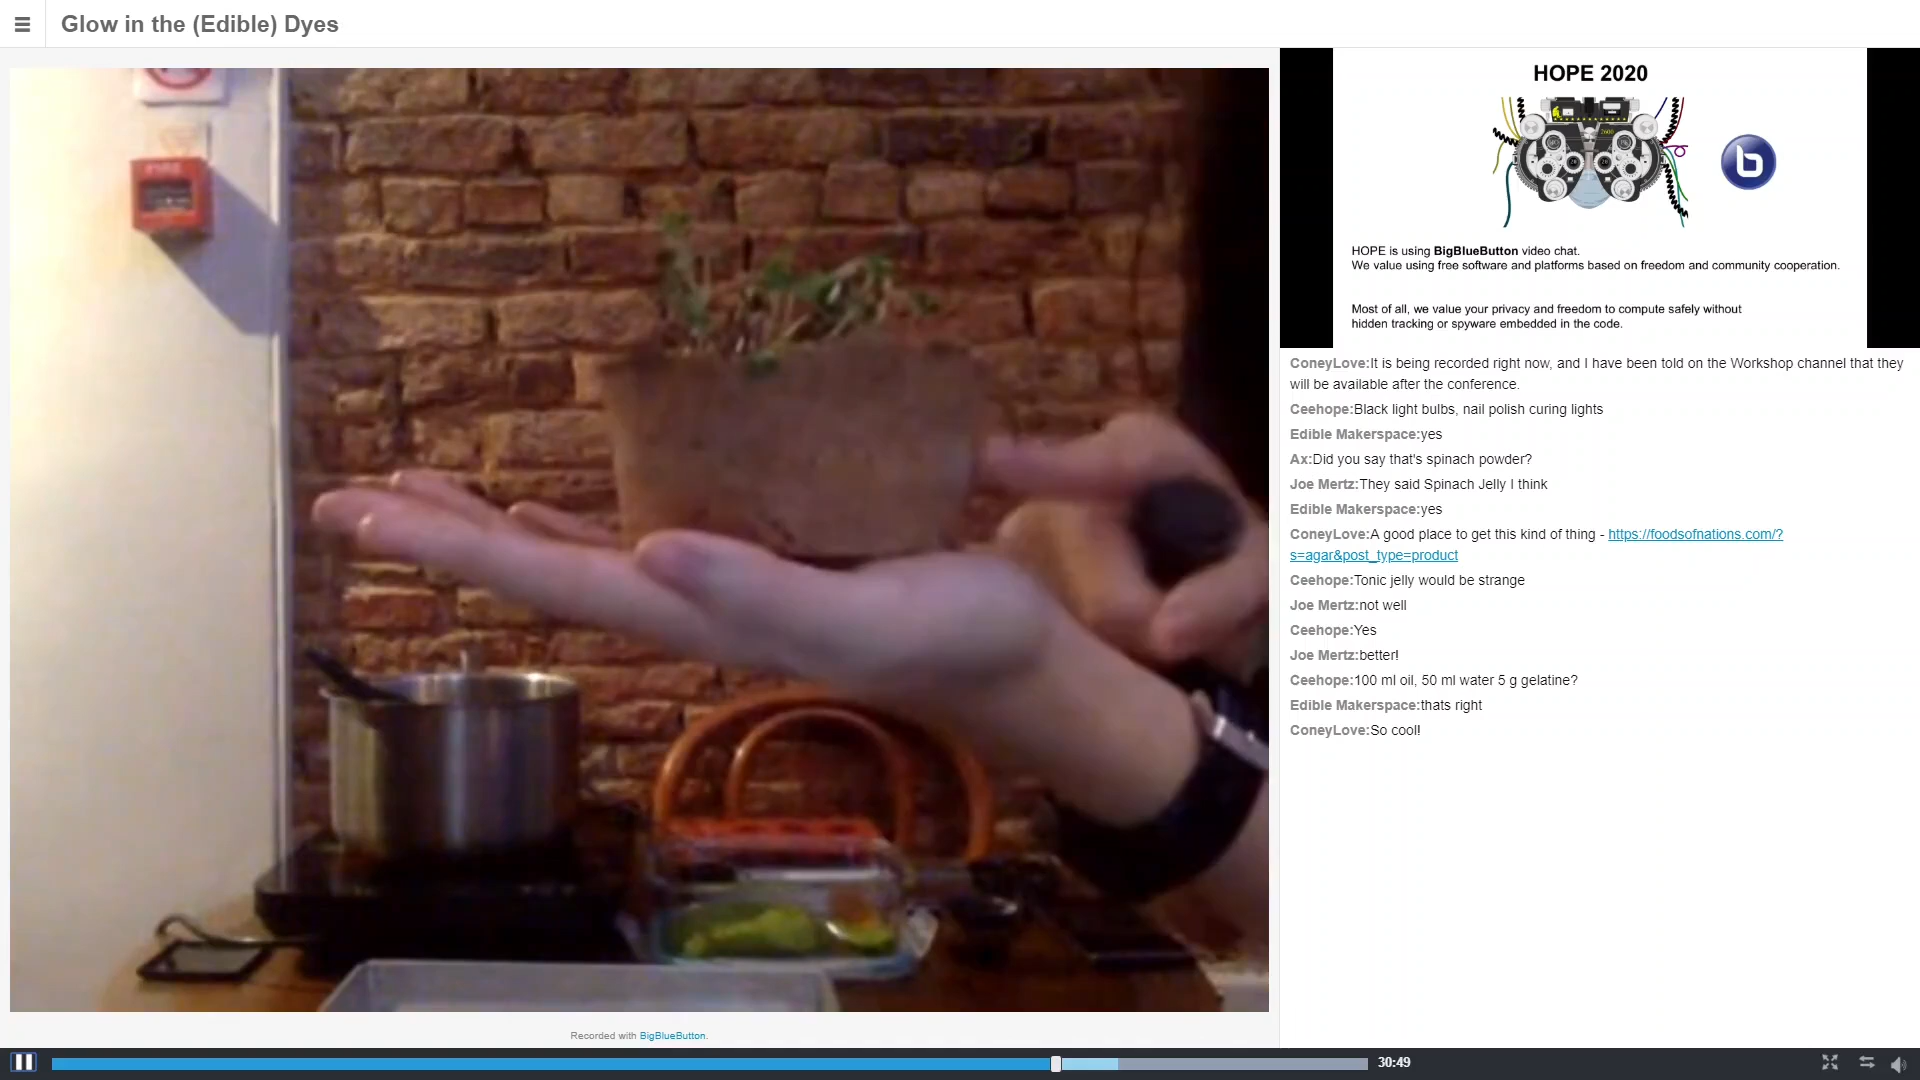 Glow in the (Edible) Dyes
FIRE
HOPE 2020
2600
b
HOPE is using BigBlueButton video chat.
We value using free software and platforms based on freedom and community cooperation.
Most of all, we value your privacy and freedom to compute safely without
hidden tracking or spyware embedded in the code.
ConeyLove:It is being recorded right now, and I have been told on the Workshop channel that they
will be available after the conference.
Ceehope:Black light bulbs, nail polish curing lights
Edible Makerspace:yes
Ax:Did you say that's spinach powder?
Joe Mertz:They said Spinach Jelly I think
Edible Makerspace:yes
ConeyLove:A good place to get this kind of thing - https://foodsofnations.com/?
s=agar&post_type=product
Ceehope:Tonic jelly would be strange
Joe Mertz:not well
Ceehope:Yes
Joe Mertz:better!
Ceehope:100 ml oil, 50 ml water 5 g gelatine?
Edible Makerspace:thats right
ConeyLove:So cool!
Recorded with BigBlueButton.
30:49